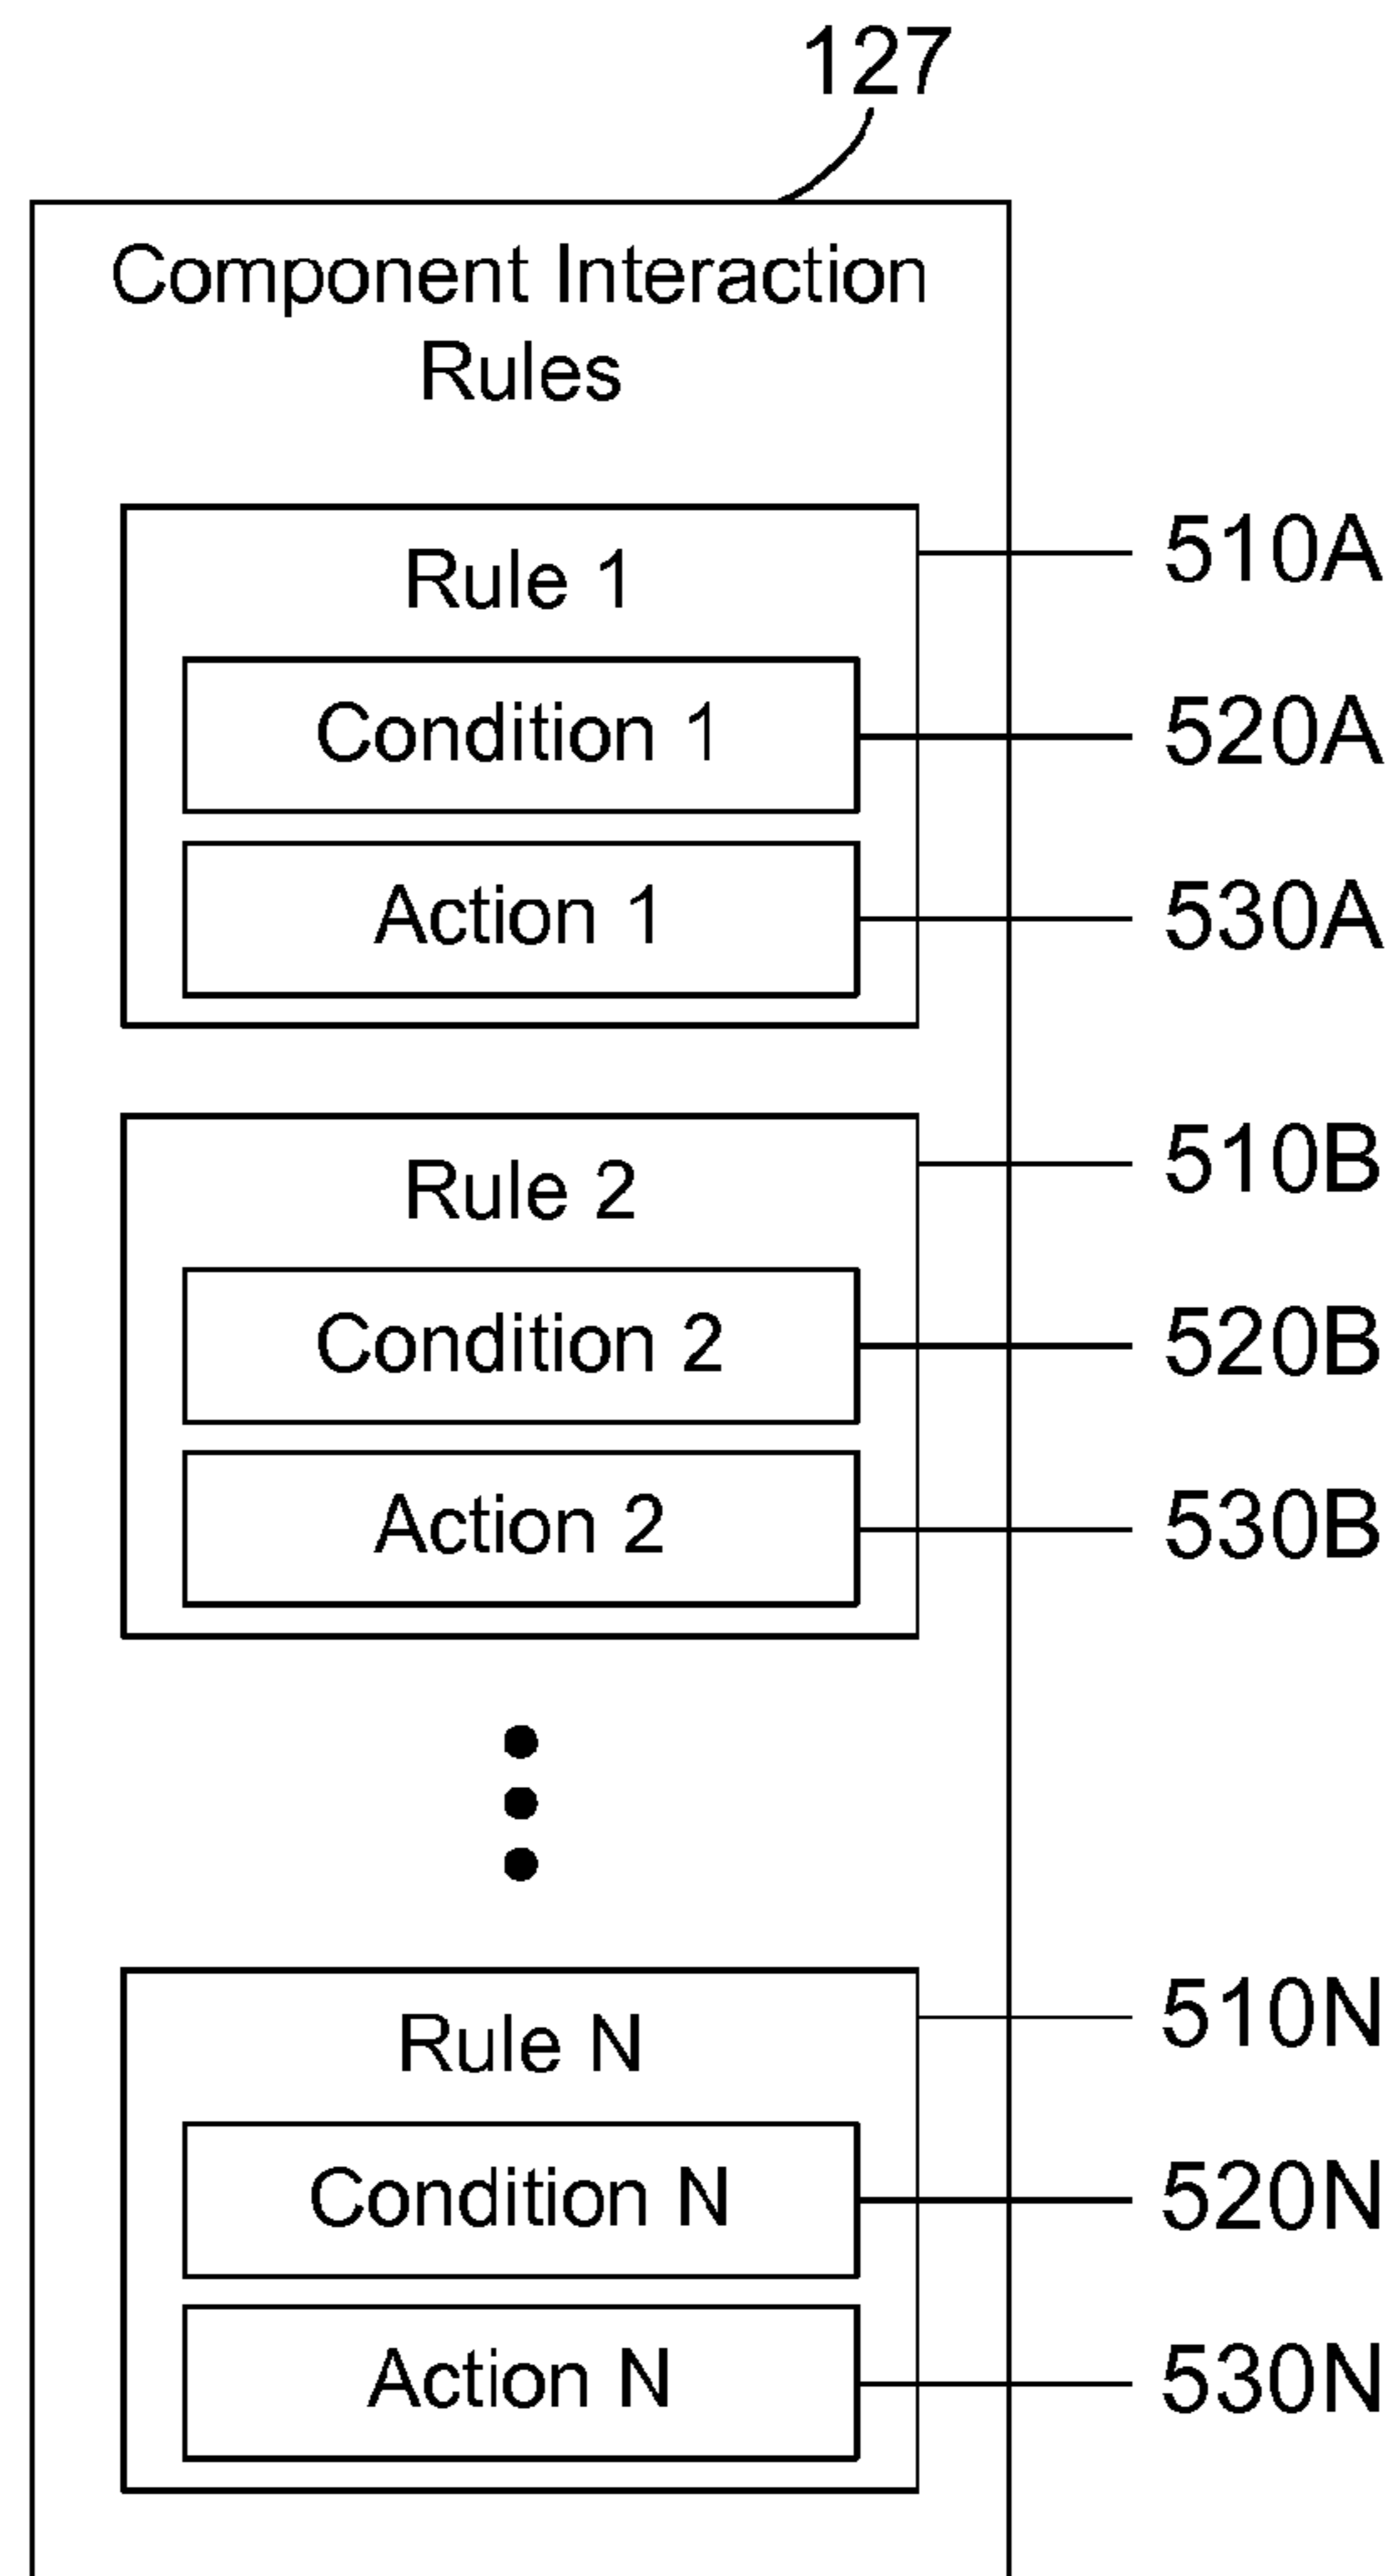 127
Component Interaction
Rules
Rule 1
510A
Condition 1
520A
Action 1
530A
Rule 2
510B
Condition 2
520B
Action 2
530B
Rule N
510N
Condition N
520N
Action N
530N